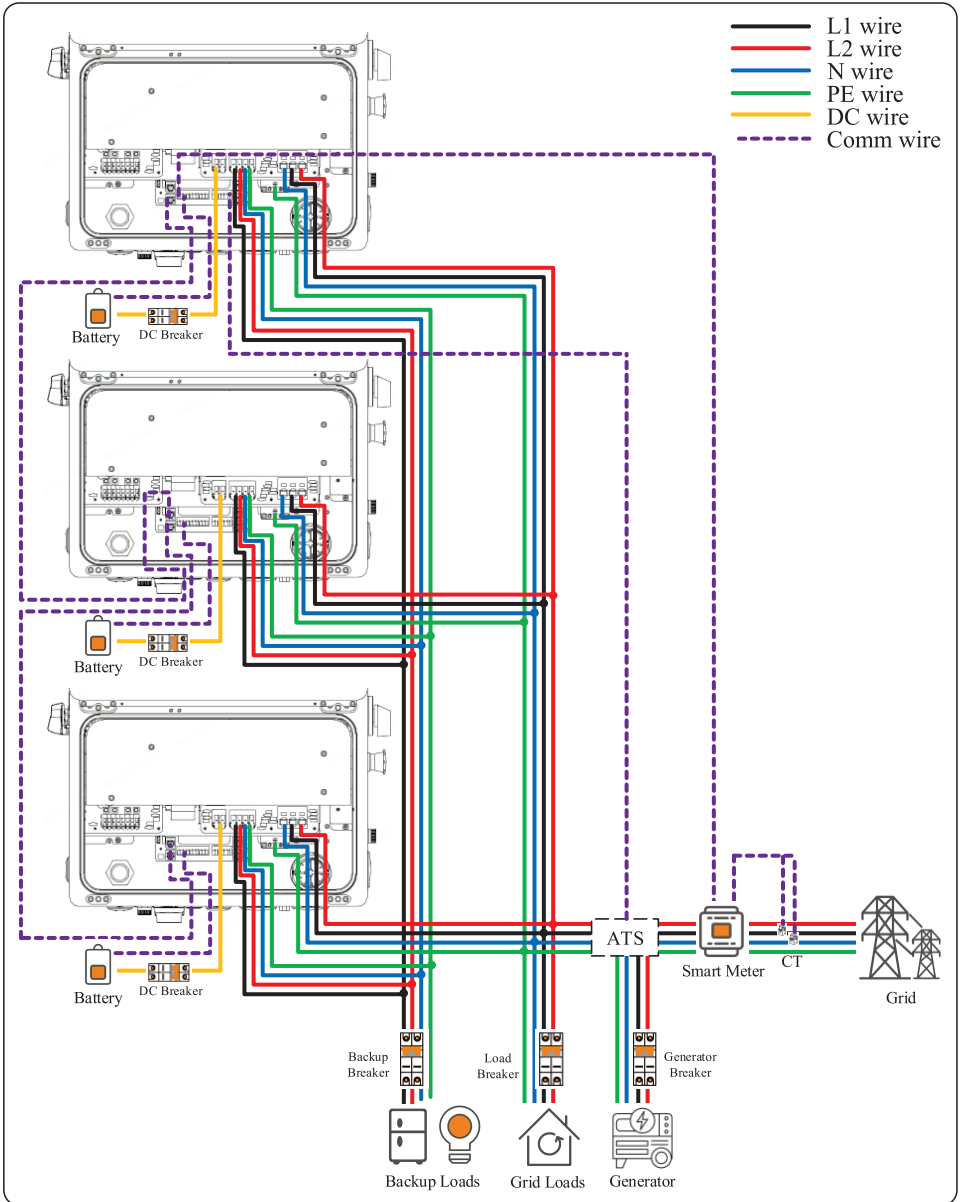 L1 wire
L2 wire
N wire
PE wire
DC wire
Comm wire
Battery
DC Breaker
Battery
DC Breaker
Battery
DC Breaker
ATS
Smart Meter
CT
Grid
Backup
Breaker
Load
Breaker
Generator
Breaker
Backup Loads
Grid Loads
Generator